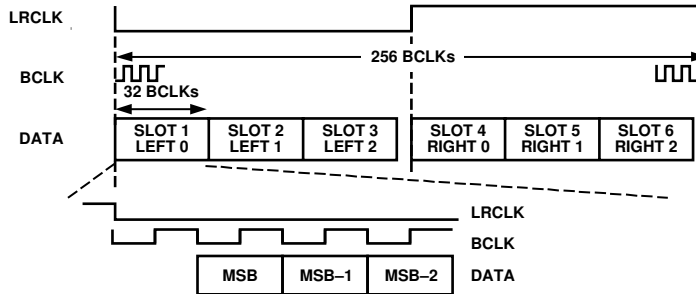 LRCLK
256 BCLKs
BCLK
32 BCLKs
DATA
SLOT 1
LEFT 0
SLOT 2
LEFT 1
SLOT 3
LEFT 2
SLOT 4
RIGHT 0
SLOT 5
RIGHT 1
SLOT 6
RIGHT 2
LRCLK
BCLK
MSB
MSB–1
MSB–2
DATA